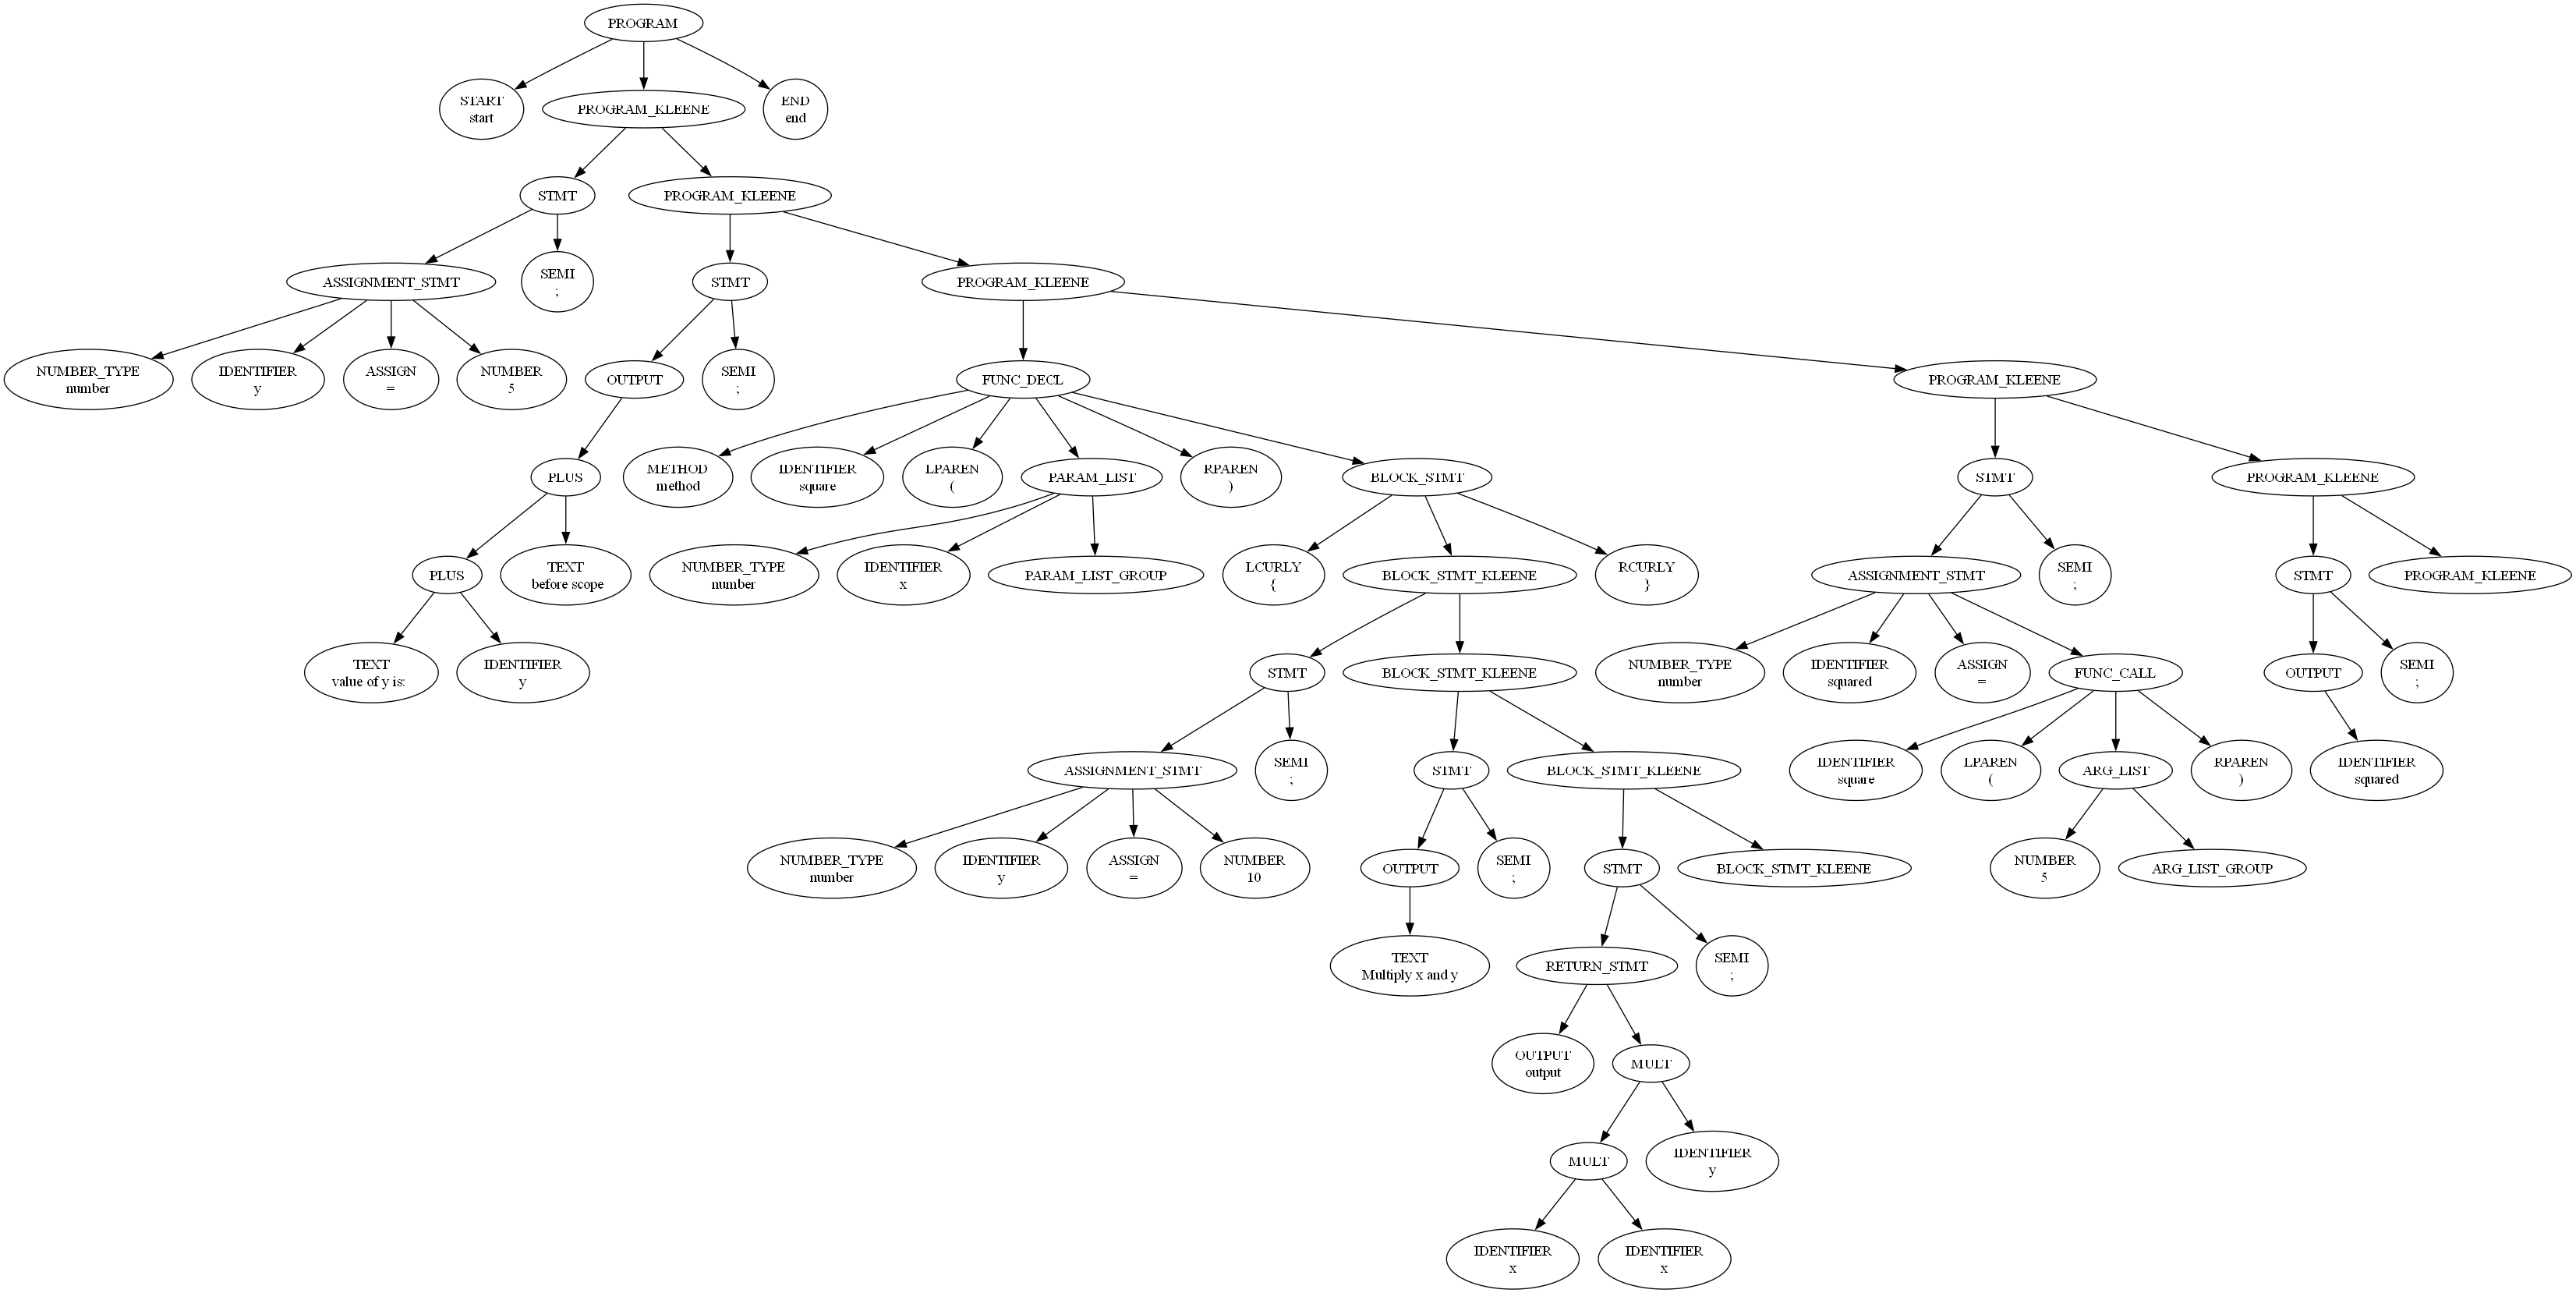 PROGRAM
START
start
PROGRAM_KLEENE
END
end
STMT
PROGRAM_KLEENE
ASSIGNMENT_STMT
SEMI
;
STMT
PROGRAM_KLEENE
NUMBER_TYPE
number
IDENTIFIER
y
ASSIGN
=
NUMBER
5
OUTPUT
SEMI
;
FUNC_DECL
PROGRAM_KLEENE
PLUS
METHOD
method
IDENTIFIER
square
LPAREN
(
PARAM_LIST
RPAREN
)
BLOCK_STMT
STMT
PROGRAM_KLEENE
PLUS
TEXT
before scope
NUMBER_TYPE
number
IDENTIFIER
x
PARAM_LIST_GROUP
LCURLY
{
BLOCK_STMT_KLEENE
RCURLY
}
ASSIGNMENT_STMT
SEMI
;
STMT
PROGRAM_KLEENE
TEXT
value of y is:
IDENTIFIER
y
STMT
BLOCK_STMT_KLEENE
NUMBER_TYPE
number
IDENTIFIER
squared
ASSIGN
=
FUNC_CALL
OUTPUT
SEMI
;
ASSIGNMENT_STMT
SEMI
;
STMT
BLOCK_STMT_KLEENE
IDENTIFIER
square
LPAREN
(
ARG_LIST
RPAREN
)
IDENTIFIER
squared
NUMBER_TYPE
number
IDENTIFIER
y
ASSIGN
=
NUMBER
10
OUTPUT
SEMI
;
STMT
BLOCK_STMT_KLEENE
NUMBER
5
ARG_LIST_GROUP
TEXT
Multiply x and y
RETURN_STMT
SEMI
;
OUTPUT
output
MULT
MULT
IDENTIFIER
y
IDENTIFIER
x
IDENTIFIER
x